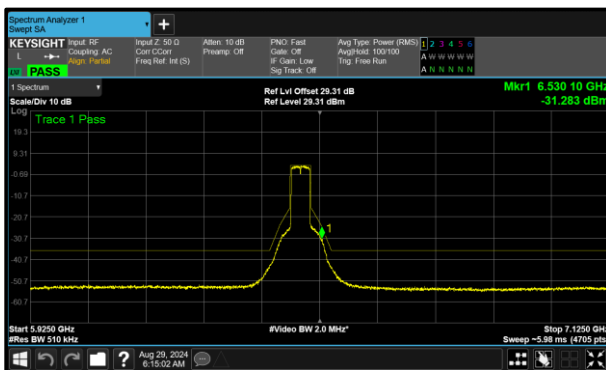 Spectrum Analyzer 1
Swept SA
KEYSIGHT
L
LXI PASS
Input: RF
Coupling: AC
Align: Partial
Input Z: 50 Ω
Corr CCorr
Freq Ref: Int (S)
Atten: 10 dB
Preamp: Off
PNO: Fast
Gate: Off
IF Gain: Low
Sig Track: Off
Avg Type: Power (RMS)
Avg|Hold: 100/100
Trig: Free Run
1 2 3 4 5 6
A W W W W W
A N N N N N
1 Spectrum
Scale/Div 10 dB
Log
Ref Lvl Offset 29.31 dB
Ref Level 29.31 dBm
Mkr1 6.530 10 GHz
-31.283 dBm
Trace 1 Pass
19.3
9.31
-0.69
-10.7
-20.7
-30.7
-40.7
-50.7
-60.7
1
Start 5.9250 GHz
#Res BW 510 kHz
#Video BW 2.0 MHz*
Stop 7.1250 GHz
Sweep ~5.98 ms (4705 pts)
?
Aug 29, 2024
6:15:02 AM